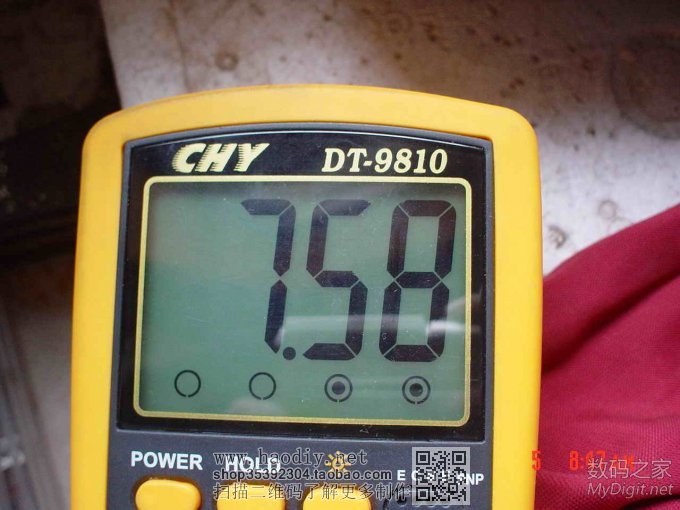 CHY DT-9810
7.58
POWER HOLD
www.haodiy.net
shop35392304.taobao.com
扫描二维码了解更多制作
数码之家
MyDigit.net